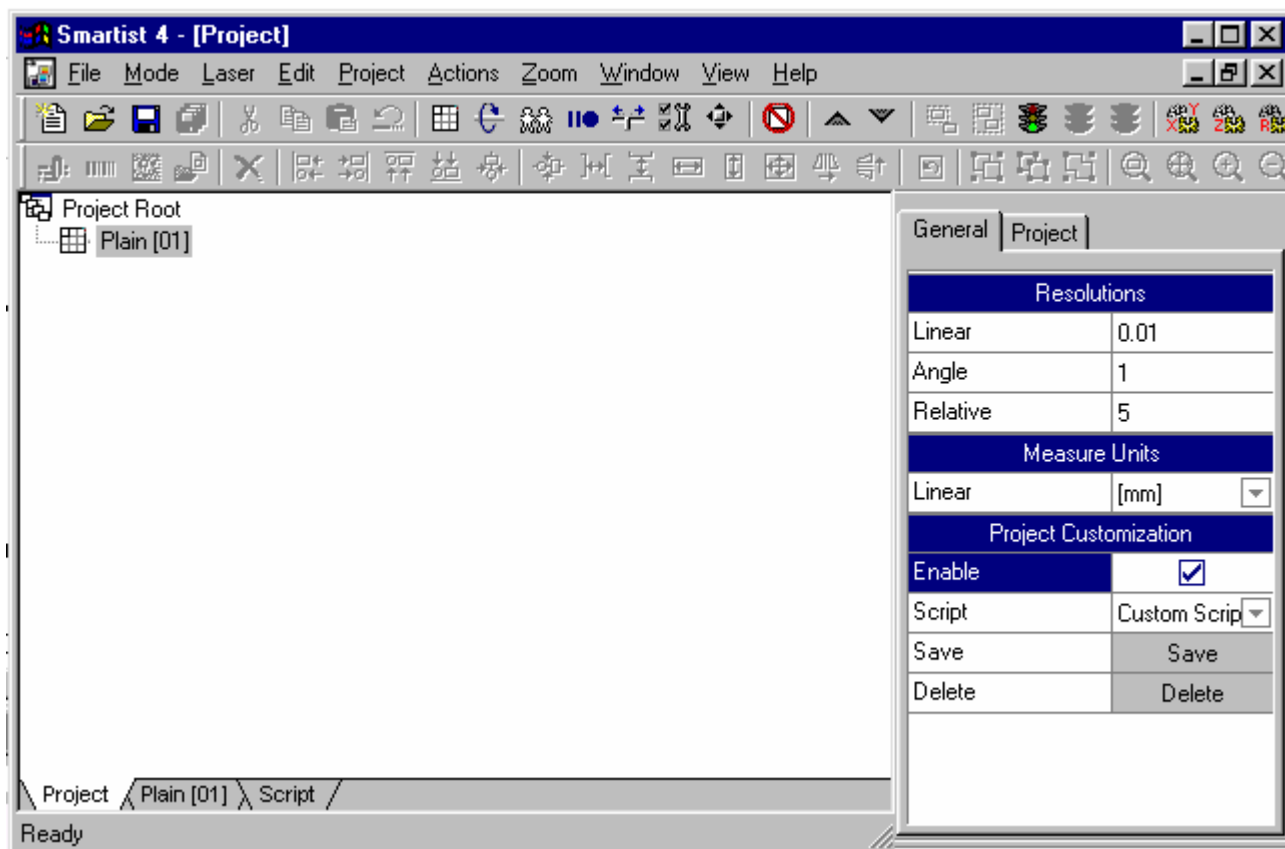 Smartist 4 - [Project]
File Mode Laser Edit Project Actions Zoom Window View Help
X Y Z R
Project Root
Plain [01]
General Project
Resolutions
Linear 0.01
Angle 1
Relative 5
Measure Units
Linear [mm]
Project Customization
Enable
Script Custom Scrip
Save Save
Delete Delete
Project Plain [01] Script
Ready